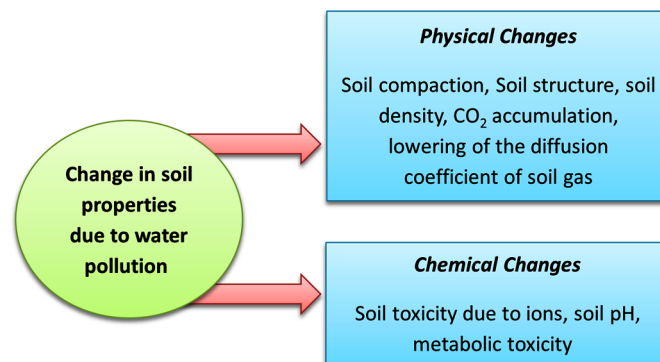 Change in soil
properties
due to water
pollution
Physical Changes
Soil compaction, Soil structure, soil
density, CO₂ accumulation,
lowering of the diffusion
coefficient of soil gas
Chemical Changes
Soil toxicity due to ions, soil pH,
metabolic toxicity